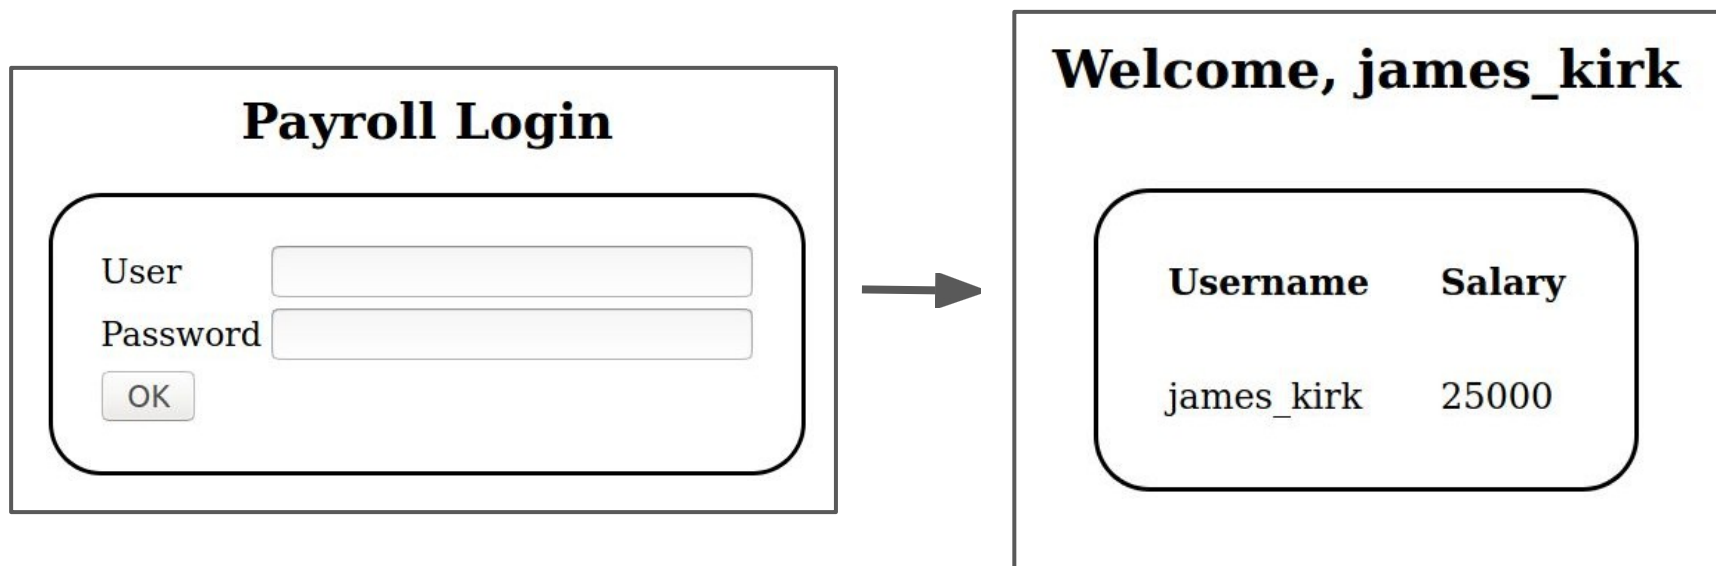 Payroll Login
User
Password
OK
Welcome, james_kirk
Username Salary
james_kirk 25000